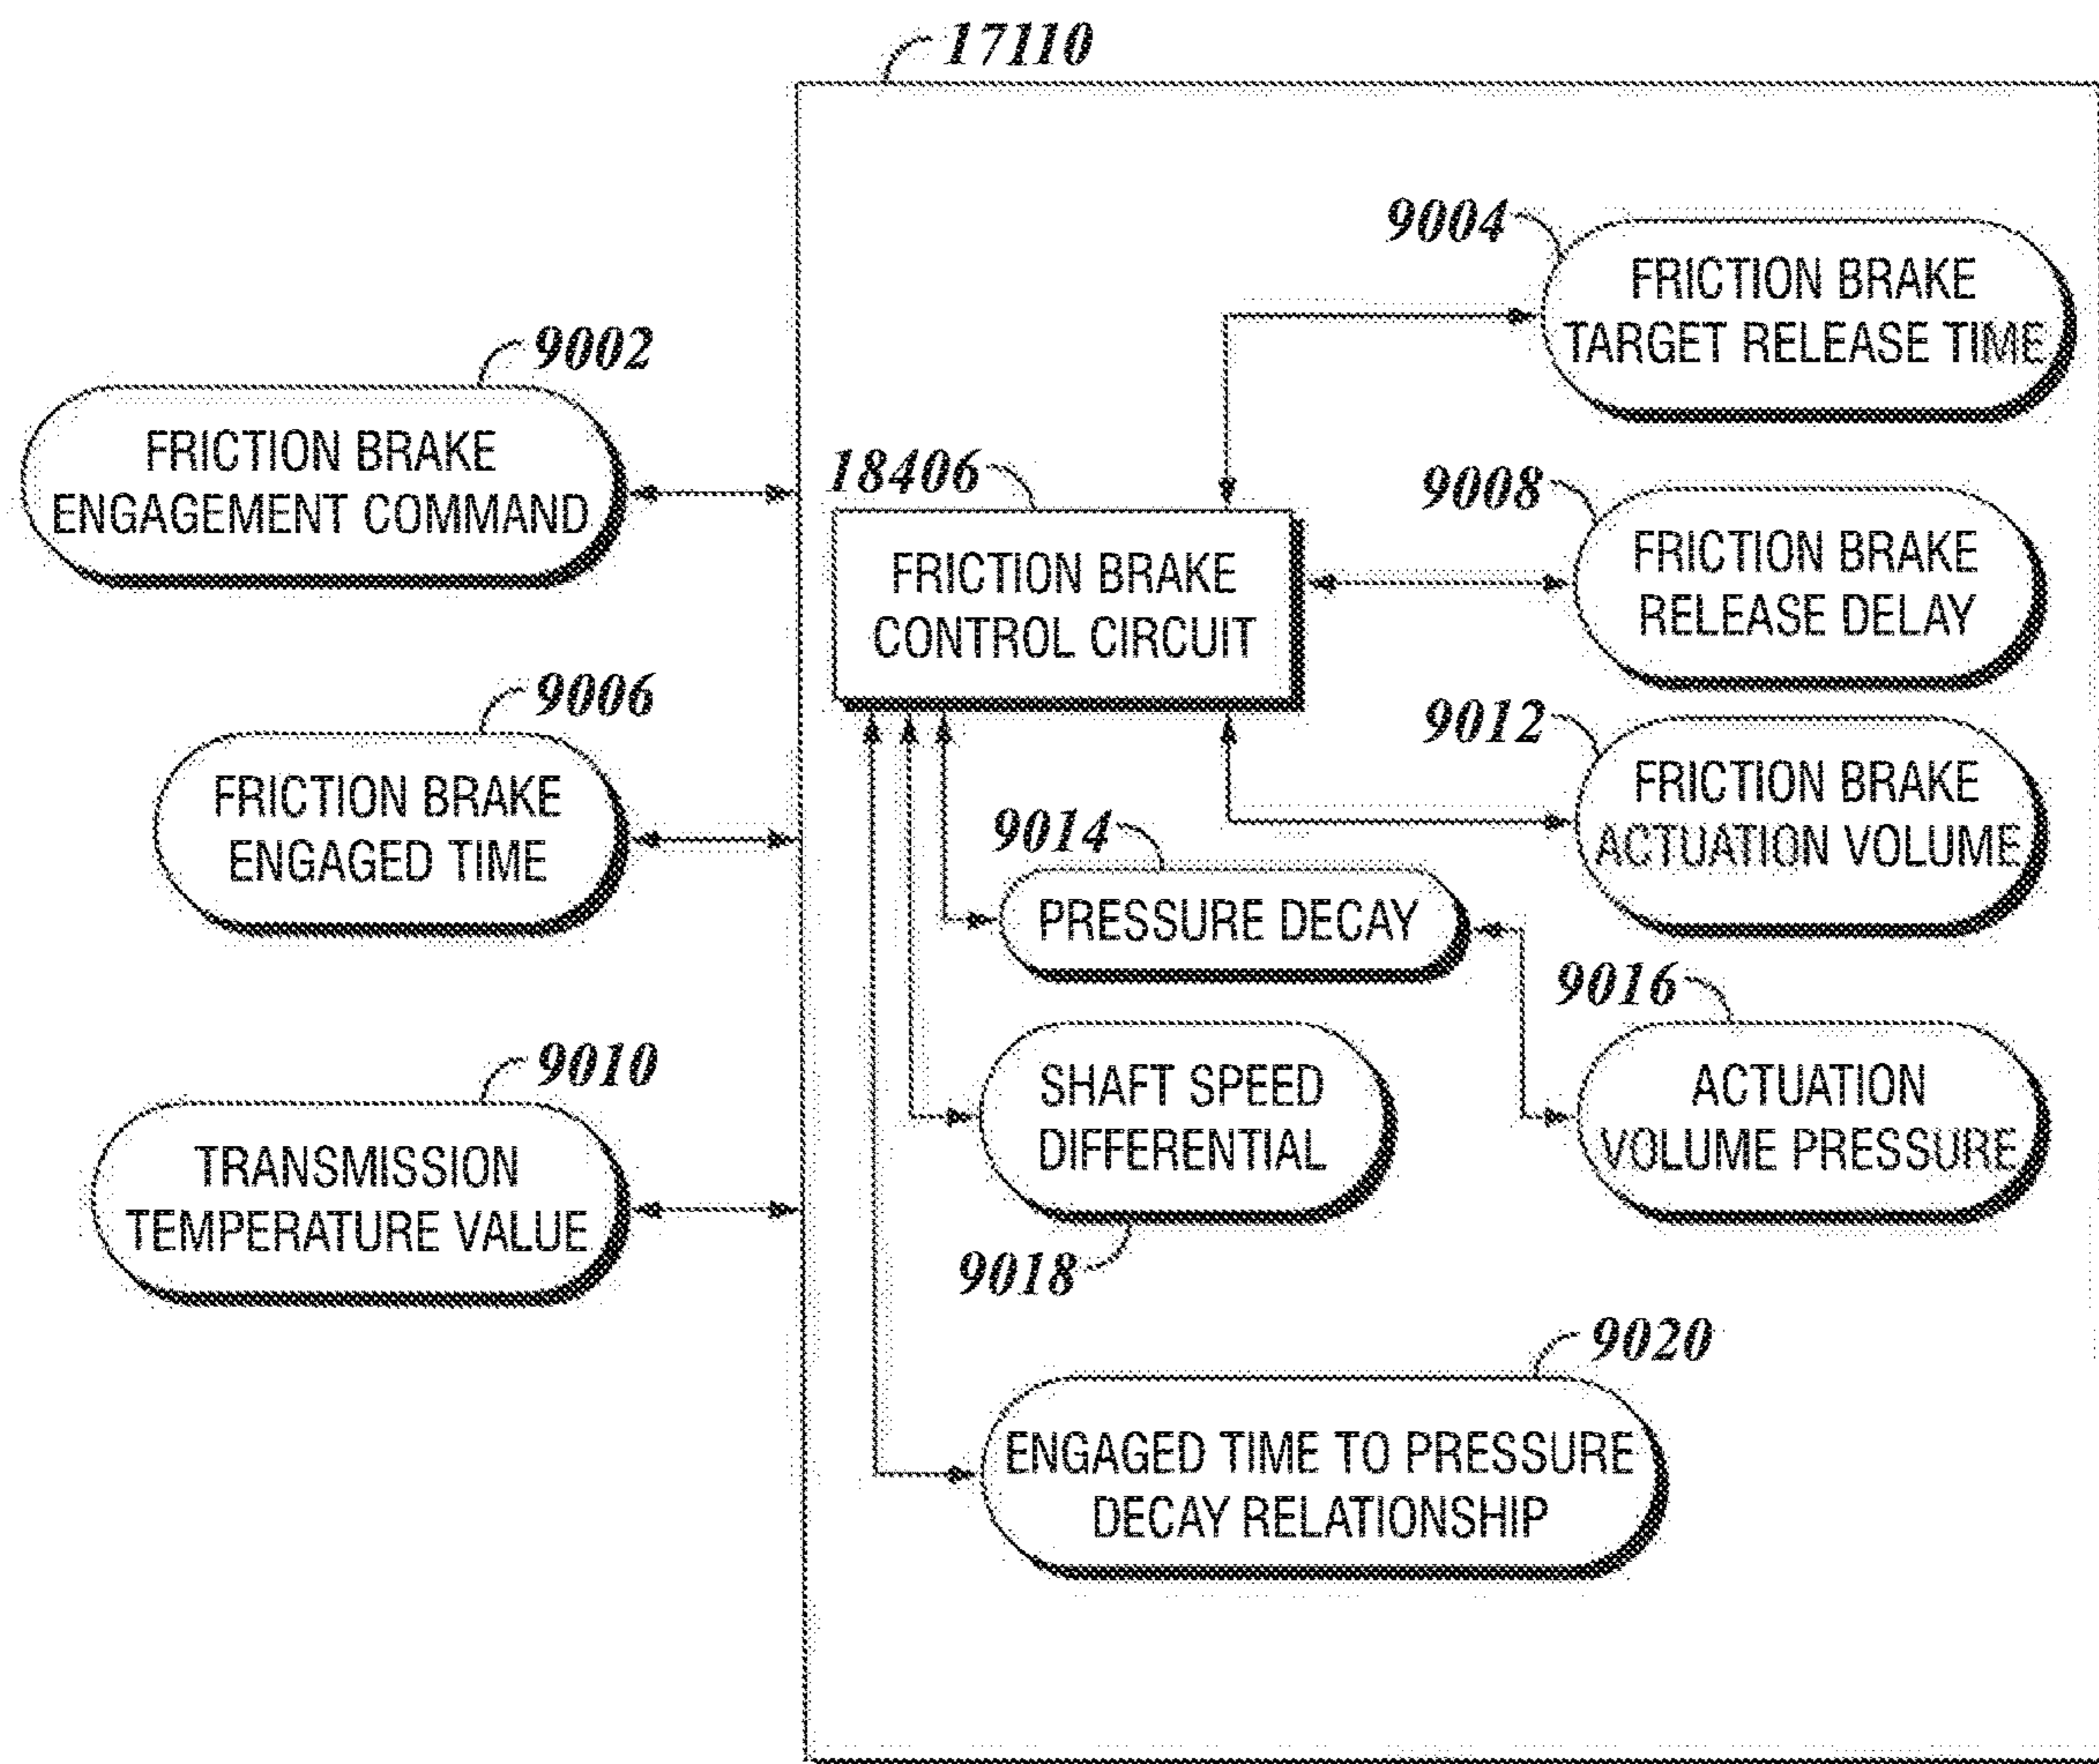 17110
9004
FRICTION BRAKE
TARGET RELEASE TIME
9002
FRICTION BRAKE
ENGAGEMENT COMMAND
18406
FRICTION BRAKE
CONTROL CIRCUIT
9008
FRICTION BRAKE
RELEASE DELAY
9006
FRICTION BRAKE
ENGAGED TIME
9012
FRICTION BRAKE
ACTUATION VOLUME
9014
PRESSURE DECAY
9016
ACTUATION
VOLUME PRESSURE
9010
TRANSMISSION
TEMPERATURE VALUE
SHAFT SPEED
DIFFERENTIAL
9018
9020
ENGAGED TIME TO PRESSURE
DECAY RELATIONSHIP